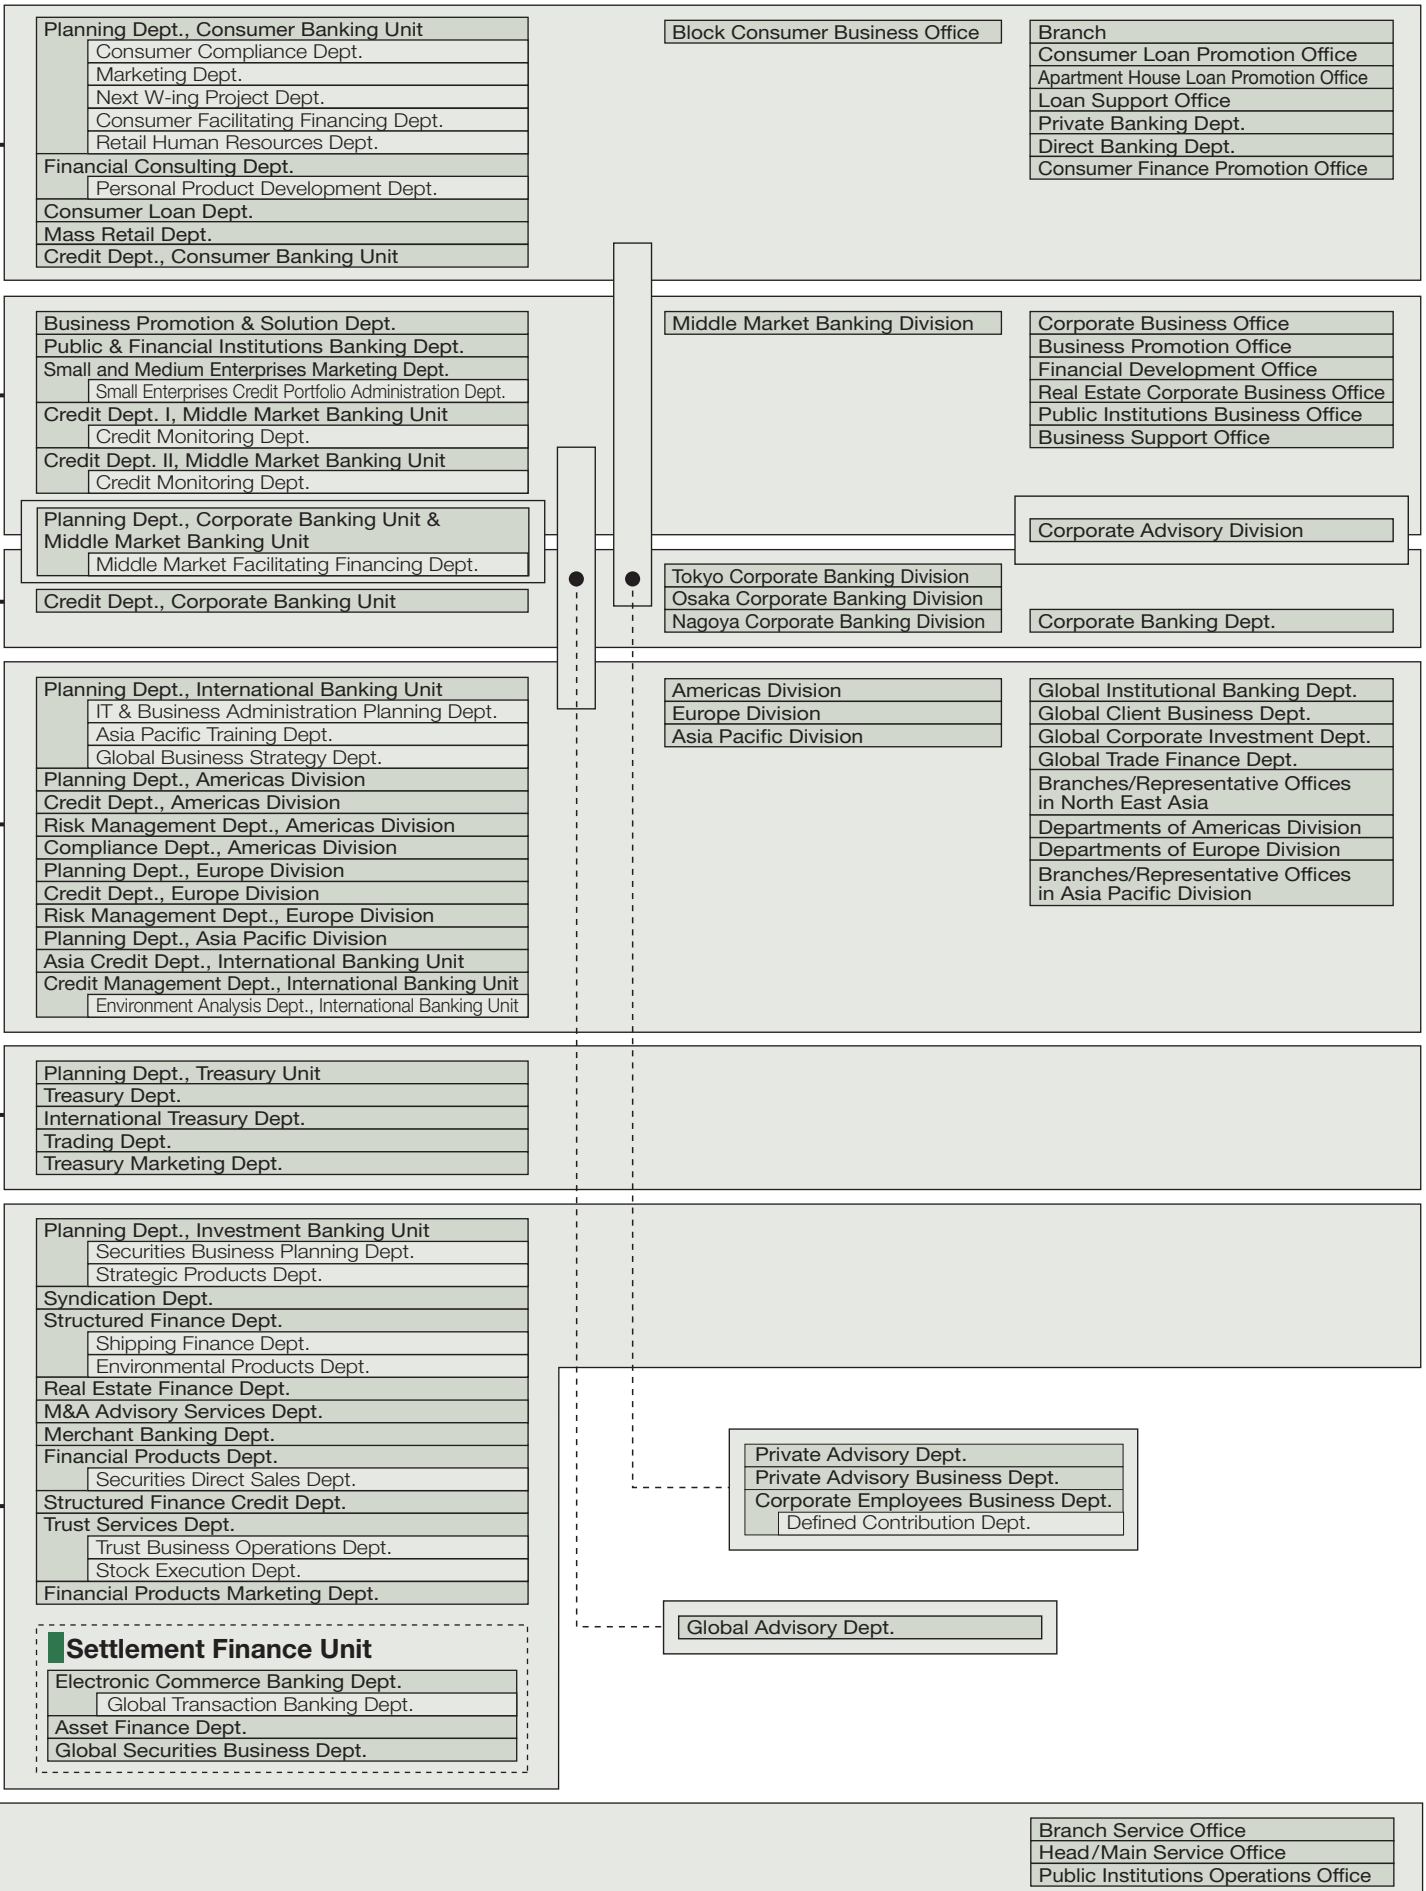 Planning Dept., Consumer Banking Unit
Consumer Compliance Dept.
Marketing Dept.
Next W-ing Project Dept.
Consumer Facilitating Financing Dept.
Retail Human Resources Dept.
Financial Consulting Dept.
Personal Product Development Dept.
Consumer Loan Dept.
Mass Retail Dept.
Credit Dept., Consumer Banking Unit
Block Consumer Business Office
Branch
Consumer Loan Promotion Office
Apartment House Loan Promotion Office
Loan Support Office
Private Banking Dept.
Direct Banking Dept.
Consumer Finance Promotion Office
Business Promotion & Solution Dept.
Public & Financial Institutions Banking Dept.
Small and Medium Enterprises Marketing Dept.
Small Enterprises Credit Portfolio Administration Dept.
Credit Dept. I, Middle Market Banking Unit
Credit Monitoring Dept.
Credit Dept. II, Middle Market Banking Unit
Credit Monitoring Dept.
Middle Market Banking Division
Corporate Business Office
Business Promotion Office
Financial Development Office
Real Estate Corporate Business Office
Public Institutions Business Office
Business Support Office
Planning Dept., Corporate Banking Unit &
Middle Market Banking Unit
Middle Market Facilitating Financing Dept.
Corporate Advisory Division
Credit Dept., Corporate Banking Unit
Tokyo Corporate Banking Division
Osaka Corporate Banking Division
Nagoya Corporate Banking Division
Corporate Banking Dept.
Planning Dept., International Banking Unit
IT & Business Administration Planning Dept.
Asia Pacific Training Dept.
Global Business Strategy Dept.
Planning Dept., Americas Division
Credit Dept., Americas Division
Risk Management Dept., Americas Division
Compliance Dept., Americas Division
Planning Dept., Europe Division
Credit Dept., Europe Division
Risk Management Dept., Europe Division
Planning Dept., Asia Pacific Division
Asia Credit Dept., International Banking Unit
Credit Management Dept., International Banking Unit
Environment Analysis Dept., International Banking Unit
Americas Division
Europe Division
Asia Pacific Division
Global Institutional Banking Dept.
Global Client Business Dept.
Global Corporate Investment Dept.
Global Trade Finance Dept.
Branches/Representative Offices
in North East Asia
Departments of Americas Division
Departments of Europe Division
Branches/Representative Offices
in Asia Pacific Division
Planning Dept., Treasury Unit
Treasury Dept.
International Treasury Dept.
Trading Dept.
Treasury Marketing Dept.
Planning Dept., Investment Banking Unit
Securities Business Planning Dept.
Strategic Products Dept.
Syndication Dept.
Structured Finance Dept.
Shipping Finance Dept.
Environmental Products Dept.
Real Estate Finance Dept.
M&A Advisory Services Dept.
Merchant Banking Dept.
Financial Products Dept.
Securities Direct Sales Dept.
Structured Finance Credit Dept.
Trust Services Dept.
Trust Business Operations Dept.
Stock Execution Dept.
Financial Products Marketing Dept.
Private Advisory Dept.
Private Advisory Business Dept.
Corporate Employees Business Dept.
Defined Contribution Dept.
Global Advisory Dept.
Settlement Finance Unit
Electronic Commerce Banking Dept.
Global Transaction Banking Dept.
Asset Finance Dept.
Global Securities Business Dept.
Branch Service Office
Head/Main Service Office
Public Institutions Operations Office